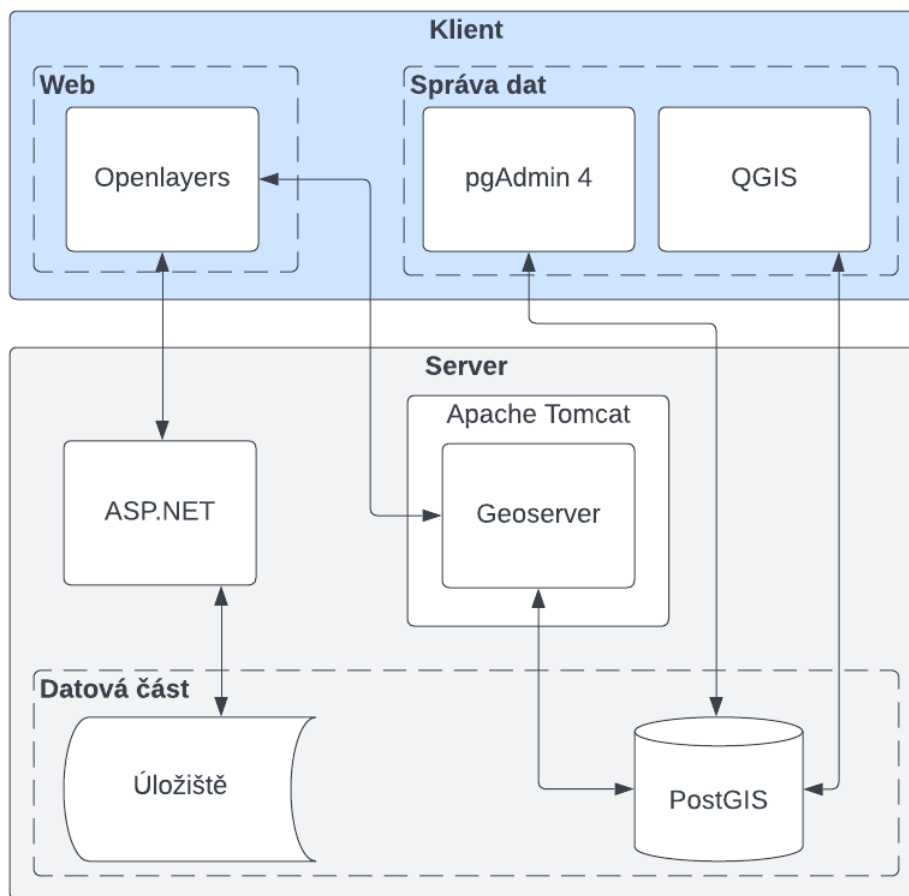 Klient
Web
Správa dat
Openlayers
pgAdmin 4
QGIS
Server
Apache Tomcat
ASP.NET
Geoserver
Datová část
Úložiště
PostGIS